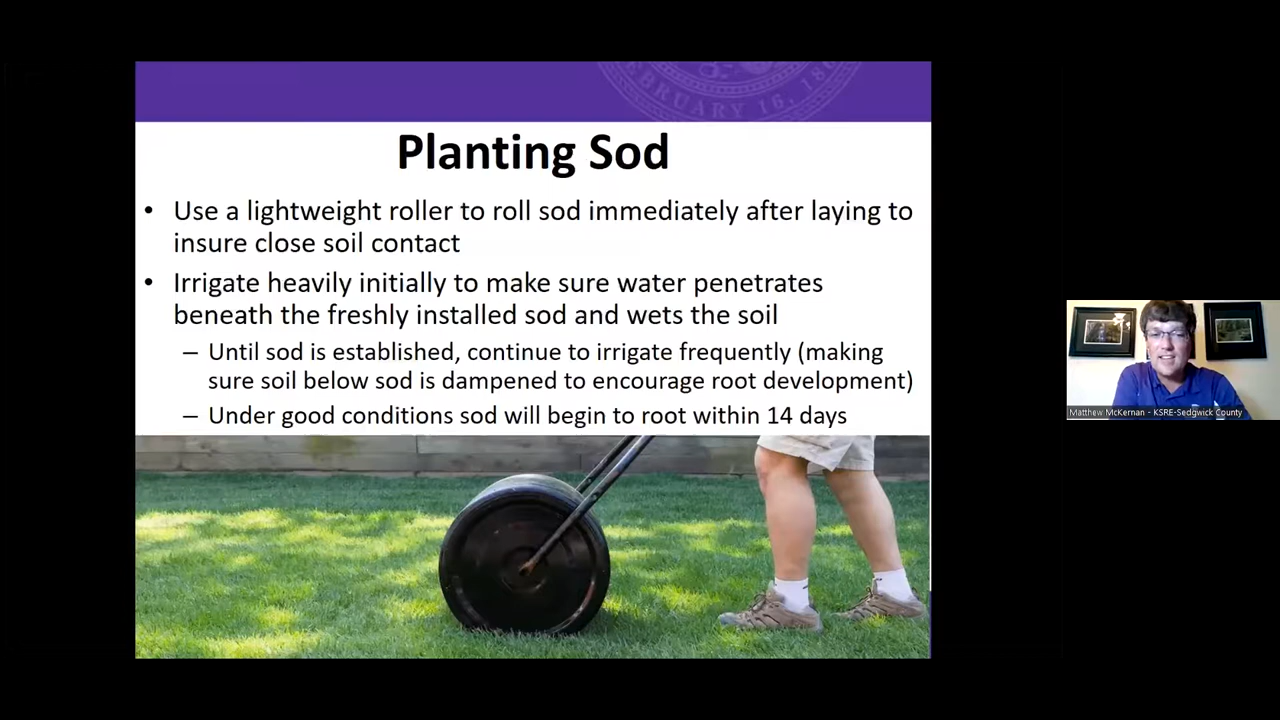 FEBRUARY 16, 18
Planting Sod
• Use a lightweight roller to roll sod immediately after laying to
insure close soil contact
• Irrigate heavily initially to make sure water penetrates
beneath the freshly installed sod and wets the soil
– Until sod is established, continue to irrigate frequently (making
sure soil below sod is dampened to encourage root development)
– Under good conditions sod will begin to root within 14 days
Matthew McKernan - KSRE-Sedgwick County